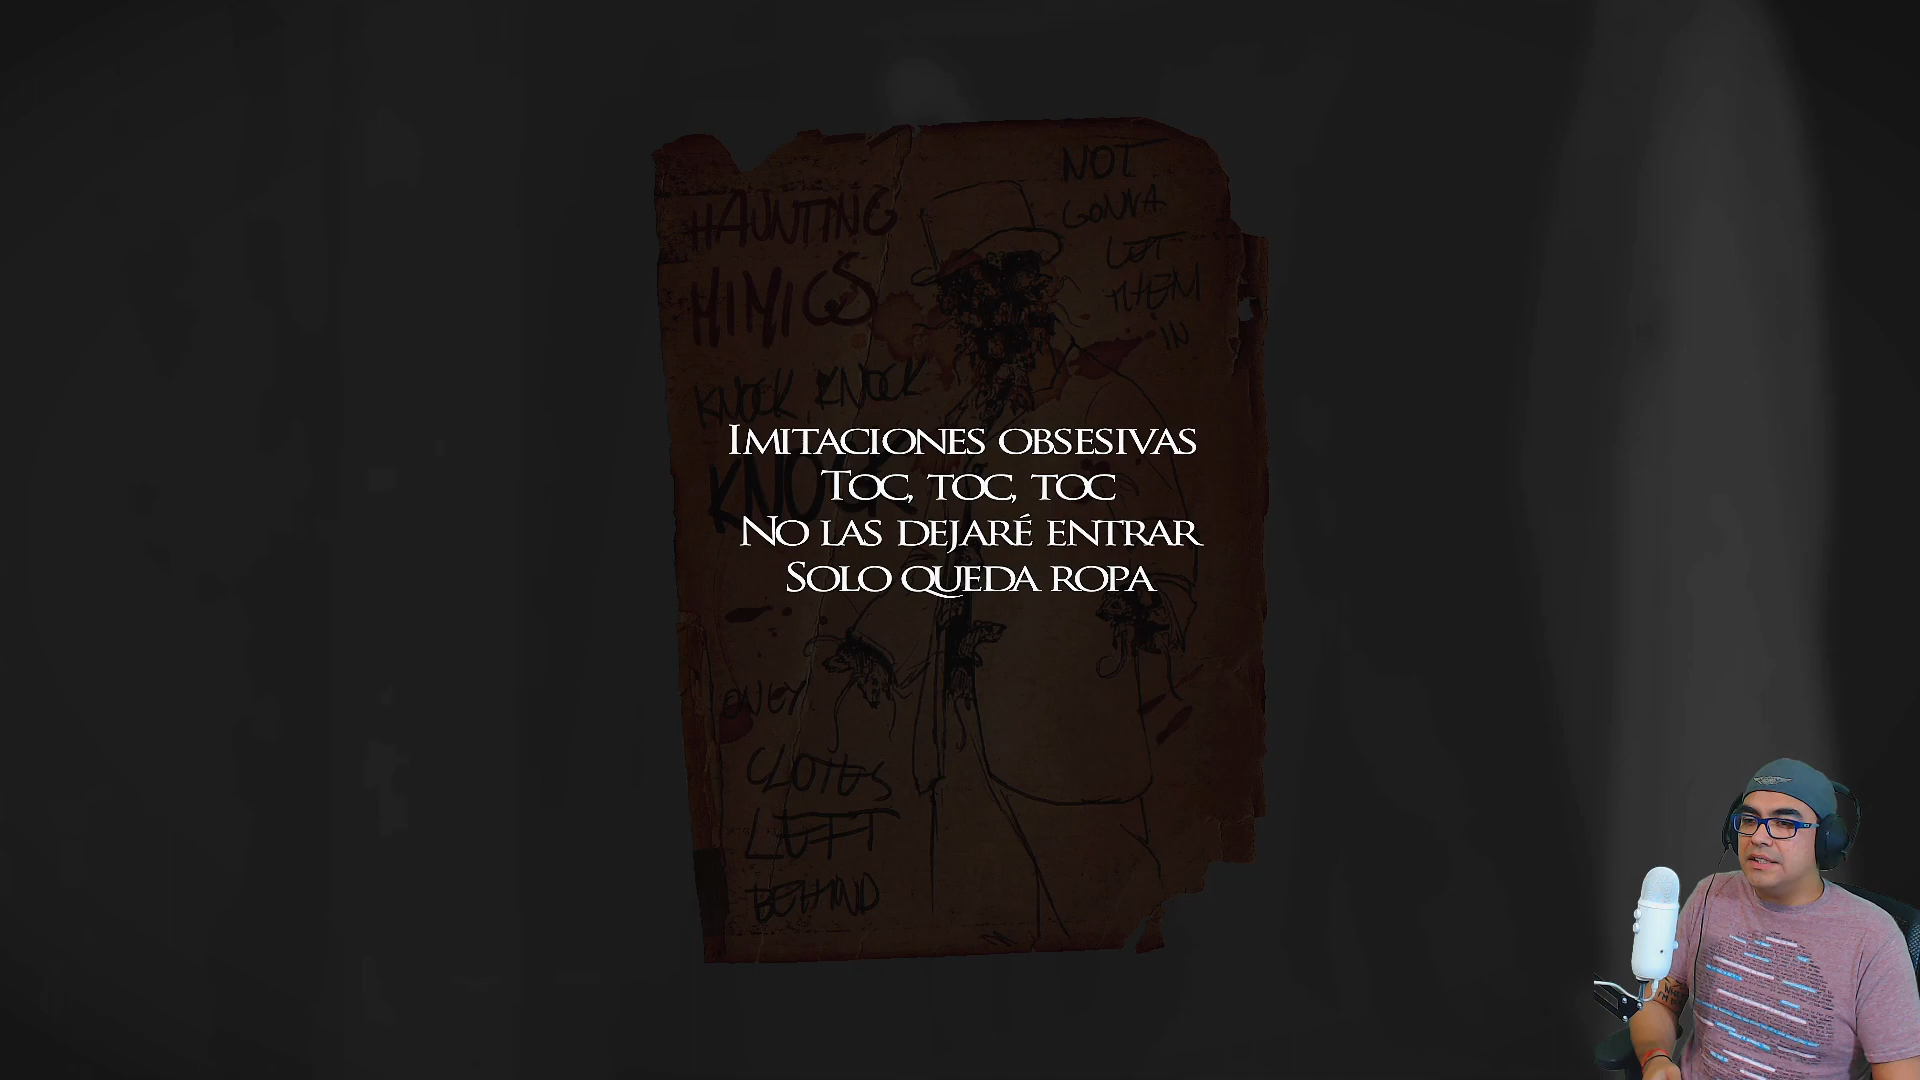 HAUNTING
MIMICS
KNOCK, KNOCK
KNOCK
NOT
GONNA
LET
THEM
IN
IMITACIONES OBSESIVAS
TOC, TOC, TOC
NO LAS DEJARÉ ENTRAR
SOLO QUEDA ROPA
ONLY
CLOTHES
LEFT
BEHIND